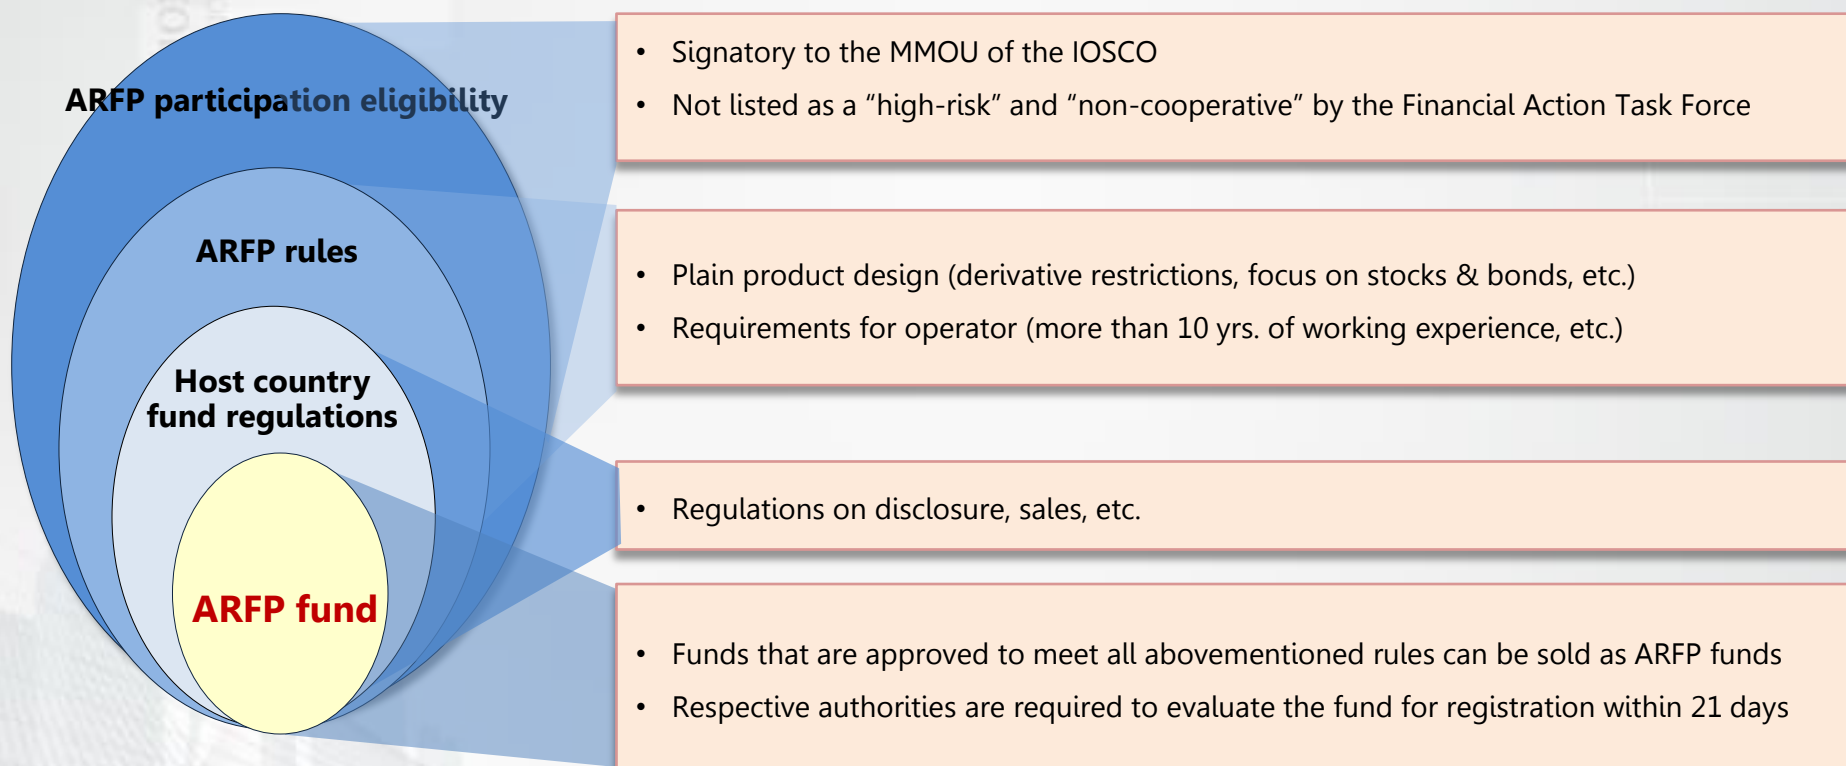 ARFP participation eligibility
• Signatory to the MMOU of the IOSCO
• Not listed as a “high-risk” and “non-cooperative” by the Financial Action Task Force
ARFP rules
• Plain product design (derivative restrictions, focus on stocks & bonds, etc.)
• Requirements for operator (more than 10 yrs. of working experience, etc.)
Host country
fund regulations
• Regulations on disclosure, sales, etc.
ARFP fund
• Funds that are approved to meet all abovementioned rules can be sold as ARFP funds
• Respective authorities are required to evaluate the fund for registration within 21 days